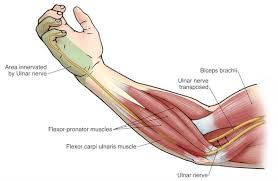 Area innervated
by Ulnar nerve
Ulnar nerve
transposed
Biceps brachii
Flexor-pronator muscles
Flexor carpi ulnaris muscle
Ulnar nerve